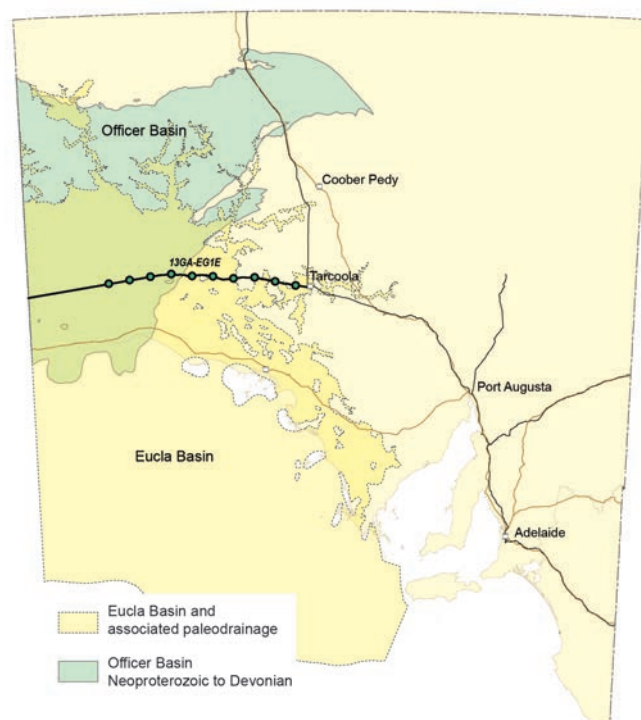 Officer Basin
Coober Pedy
13GA-EG1E
Tarcoola
Port Augusta
Eucla Basin
Adelaide
Eucla Basin and
associated paleodrainage
Officer Basin
Neoproterozoic to Devonian